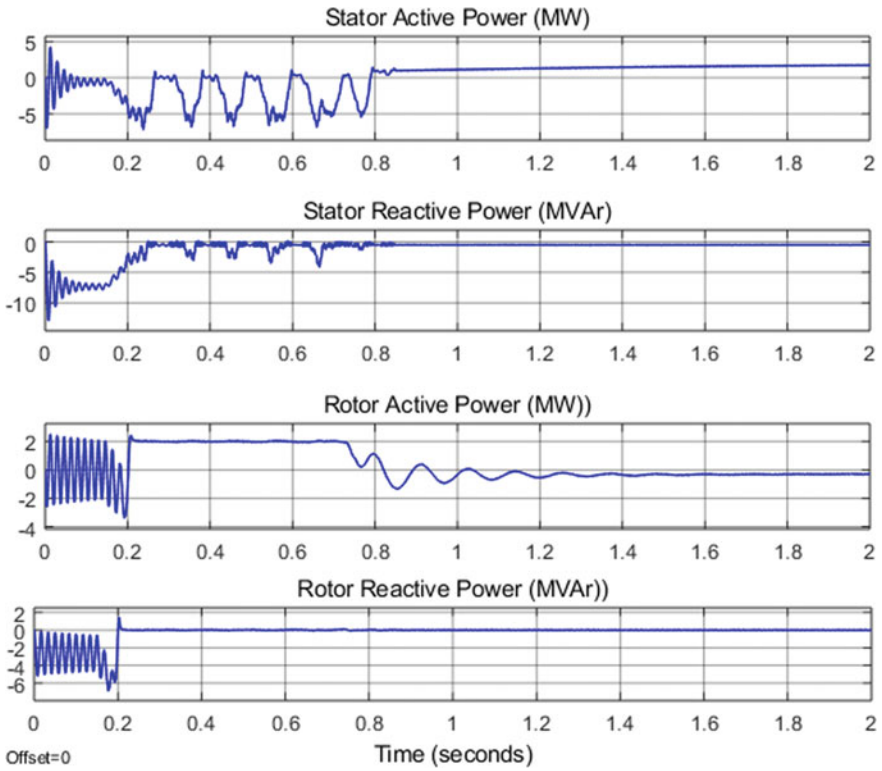 Stator Active Power (MW)
5
0
-5
0 0.2 0.4 0.6 0.8 1 1.2 1.4 1.6 1.8 2
Stator Reactive Power (MVAr)
0
-5
-10
0 0.2 0.4 0.6 0.8 1 1.2 1.4 1.6 1.8 2
Rotor Active Power (MW))
2
0
-2
-4
0 0.2 0.4 0.6 0.8 1 1.2 1.4 1.6 1.8 2
Rotor Reactive Power (MVAr))
2
0
-2
-4
-6
0 0.2 0.4 0.6 0.8 1 1.2 1.4 1.6 1.8 2
Offset=0 Time (seconds)